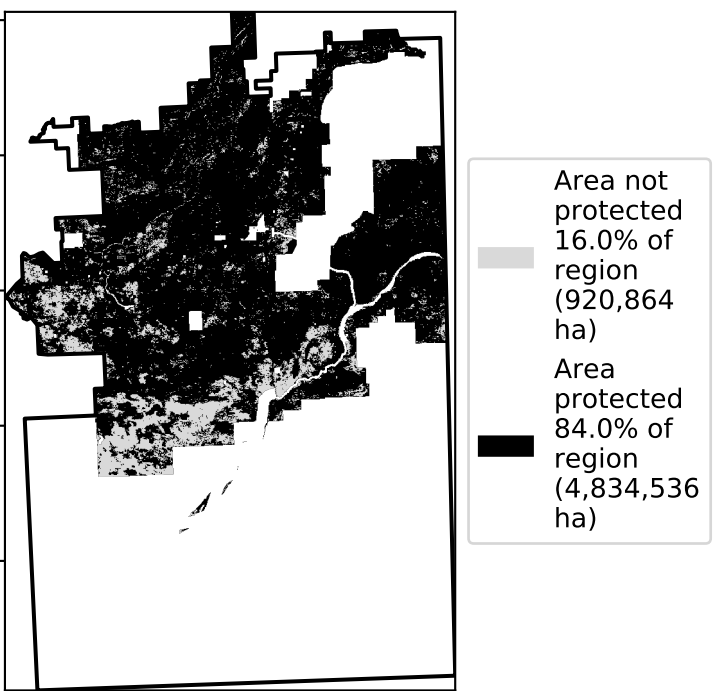 Area not
protected
16.0% of
region
(920,864
ha)
Area
protected
84.0% of
region
(4,834,536
ha)